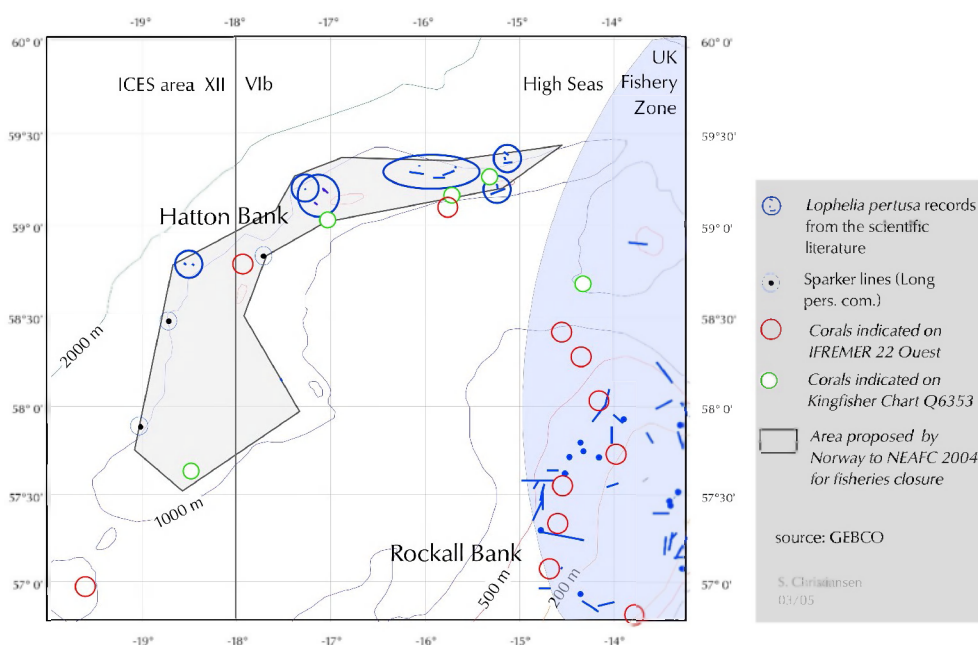 -19° -18° -17° -16° -15° -14°
60° 0' 60° 0'
ICES area XII VIb High Seas UK
Fishery
Zone
59°30' 59°30'
Hatton Bank
59° 0' 59° 0'
58°30' 58°30'
2000 m
58° 0' 58° 0'
57°30' 57°30'
1000 m
Rockall Bank
57° 0' 57° 0'
500 m 200 m
-19° -18° -17° -16° -15° -14°
Lophelia pertusa records
from the scientific
literature
Sparker lines (Long
pers. com.)
Corals indicated on
IFREMER 22 Ouest
Corals indicated on
Kingfisher Chart Q6353
Area proposed by
Norway to NEAFC 2004
for fisheries closure
source: GEBCO
S. Christiansen
03/05